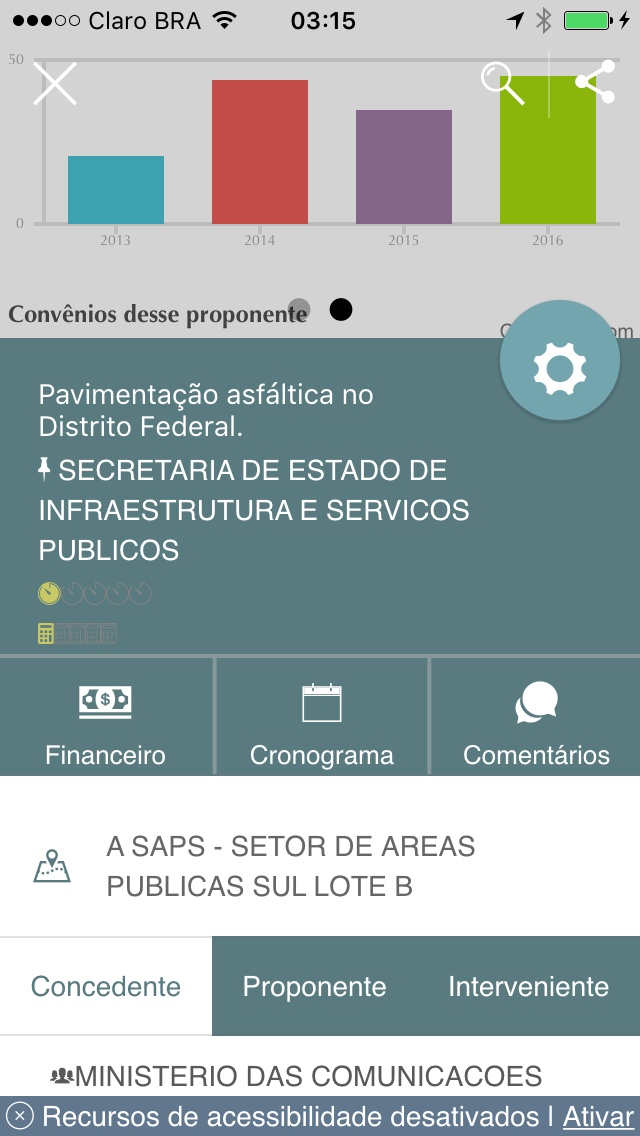 Claro BRA 03:15
50
0
2013 2014 2015 2016
Convênios desse proponente
Pavimentação asfáltica no
Distrito Federal.
SECRETARIA DE ESTADO DE
INFRAESTRUTURA E SERVICOS
PUBLICOS
Financeiro Cronograma Comentários
A SAPS - SETOR DE AREAS
PUBLICAS SUL LOTE B
Concedente Proponente Interveniente
MINISTERIO DAS COMUNICACOES
Recursos de acessibilidade desativados | Ativar